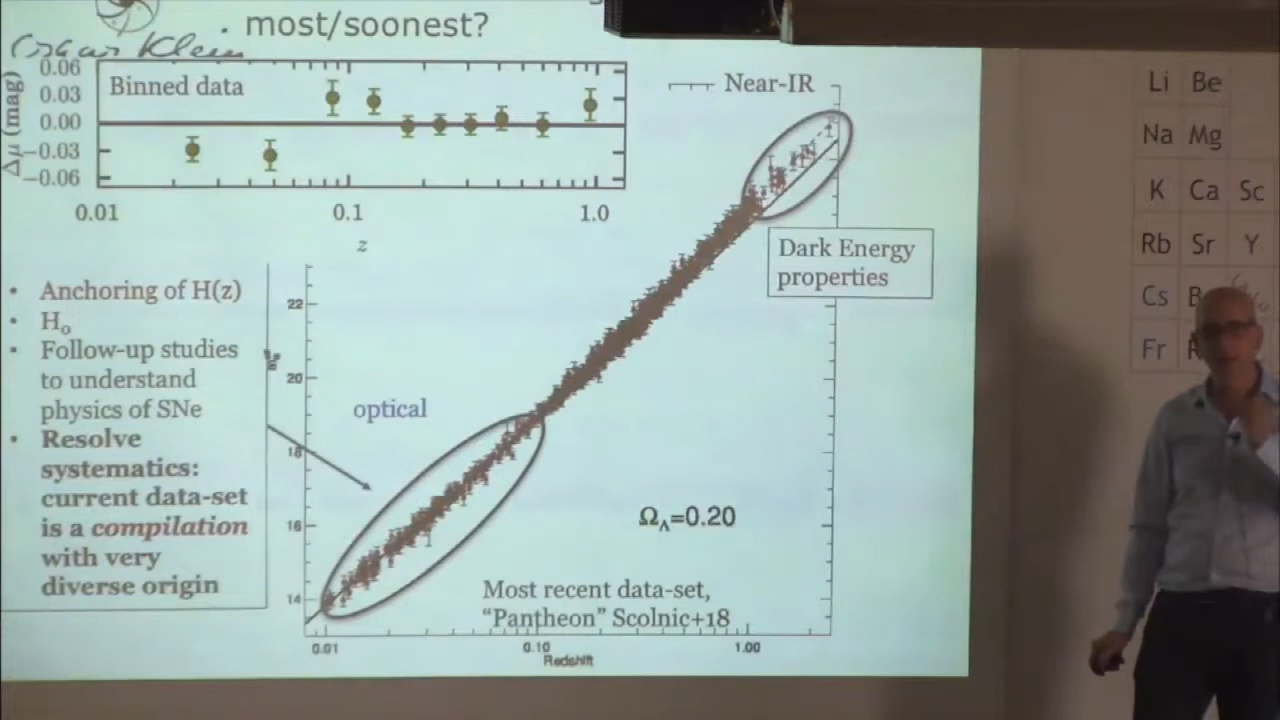 most/soonest?
Oskar Klein
Δμ (mag)
0.06
0.03
0.00
−0.03
−0.06
Binned data
0.01
0.1
1.0
z
Near-IR
Dark Energy
properties
• Anchoring of H(z)
• H₀
• Follow-up studies
to understand
physics of SNe
• Resolve
systematics:
current data-set
is a compilation
with very
diverse origin
optical
22
20
18
16
14
Ω_Λ=0.20
Most recent data-set,
“Pantheon” Scolnic+18
0.01
0.10
1.00
Redshift
Li Be
Na Mg
K Ca Sc
Rb Sr Y
Cs
Fr